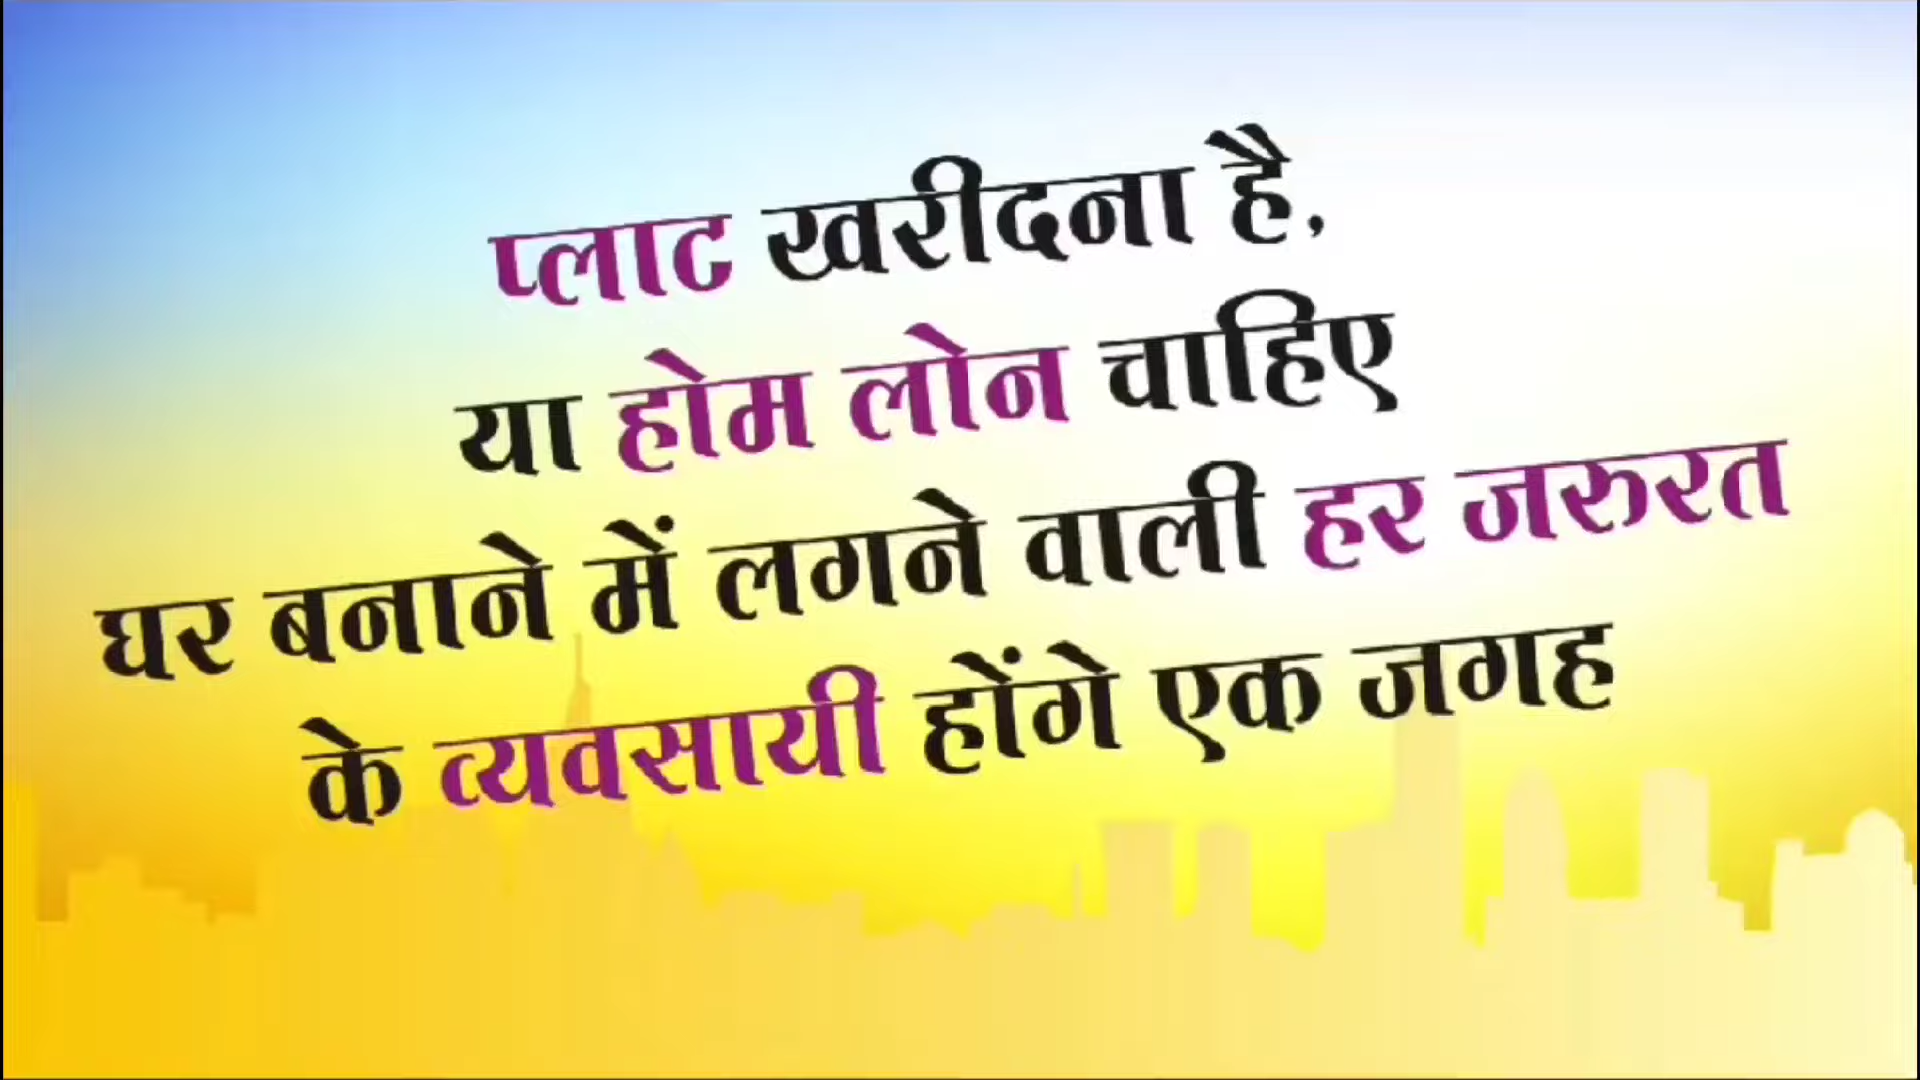 प्लाट खरीदना है,
या होम लोन चाहिए
घर बनाने में लगने वाली हर जरुरत
के व्यवसायी होंगे एक जगह